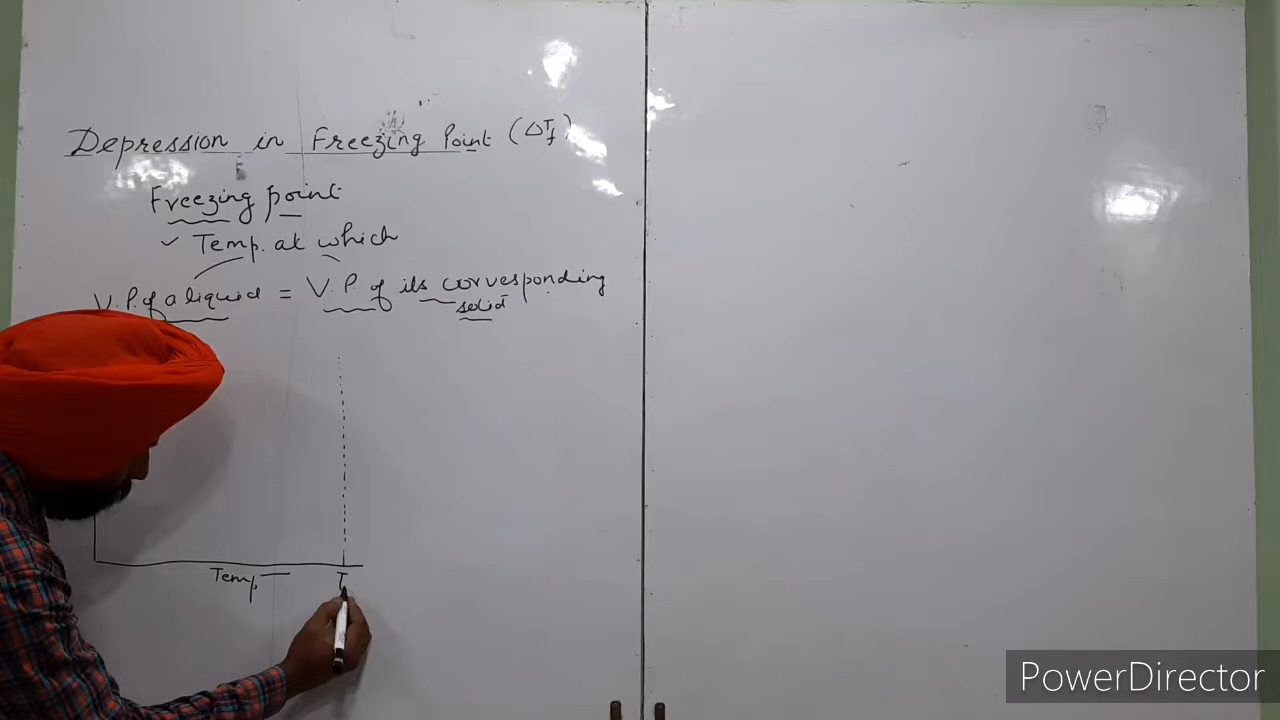 Depression in Freezing Point (ΔTf)
Freezing point
✓ Temp. at which
V.P. of a liquid = V.P. of its corresponding
solid
Temp
T
PowerDirector